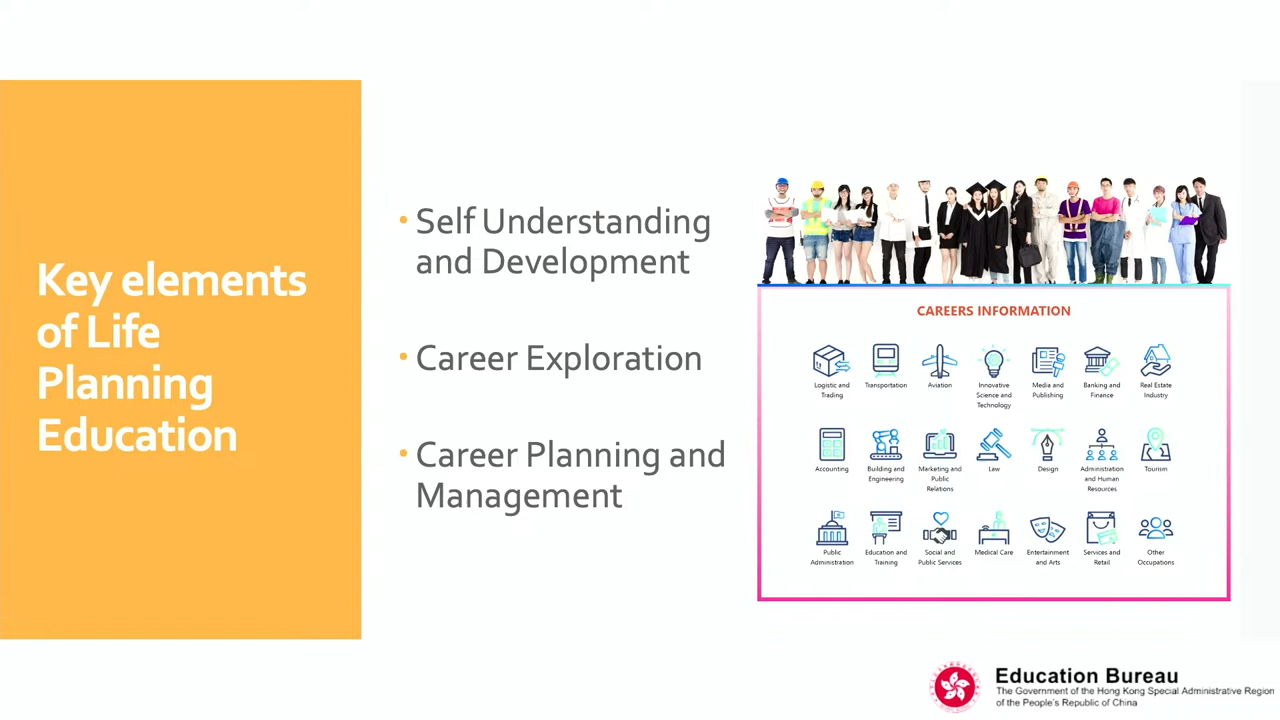 Key elements
of Life
Planning
Education
• Self Understanding
and Development
• Career Exploration
• Career Planning and
Management
CAREERS INFORMATION
Logistic and
Trading
Transportation
Aviation
Innovative
Science and
Technology
Media and
Publishing
Banking and
Finance
Real Estate
Industry
Accounting
Building and
Engineering
Marketing and
Public
Relations
Law
Design
Administration
and Human
Resources
Tourism
Public
Administration
Education and
Training
Social and
Public Services
Medical Care
Entertainment
and Arts
Services and
Retail
Other
Occupations
Education Bureau
The Government of the Hong Kong Special Administrative Region
of the People's Republic of China